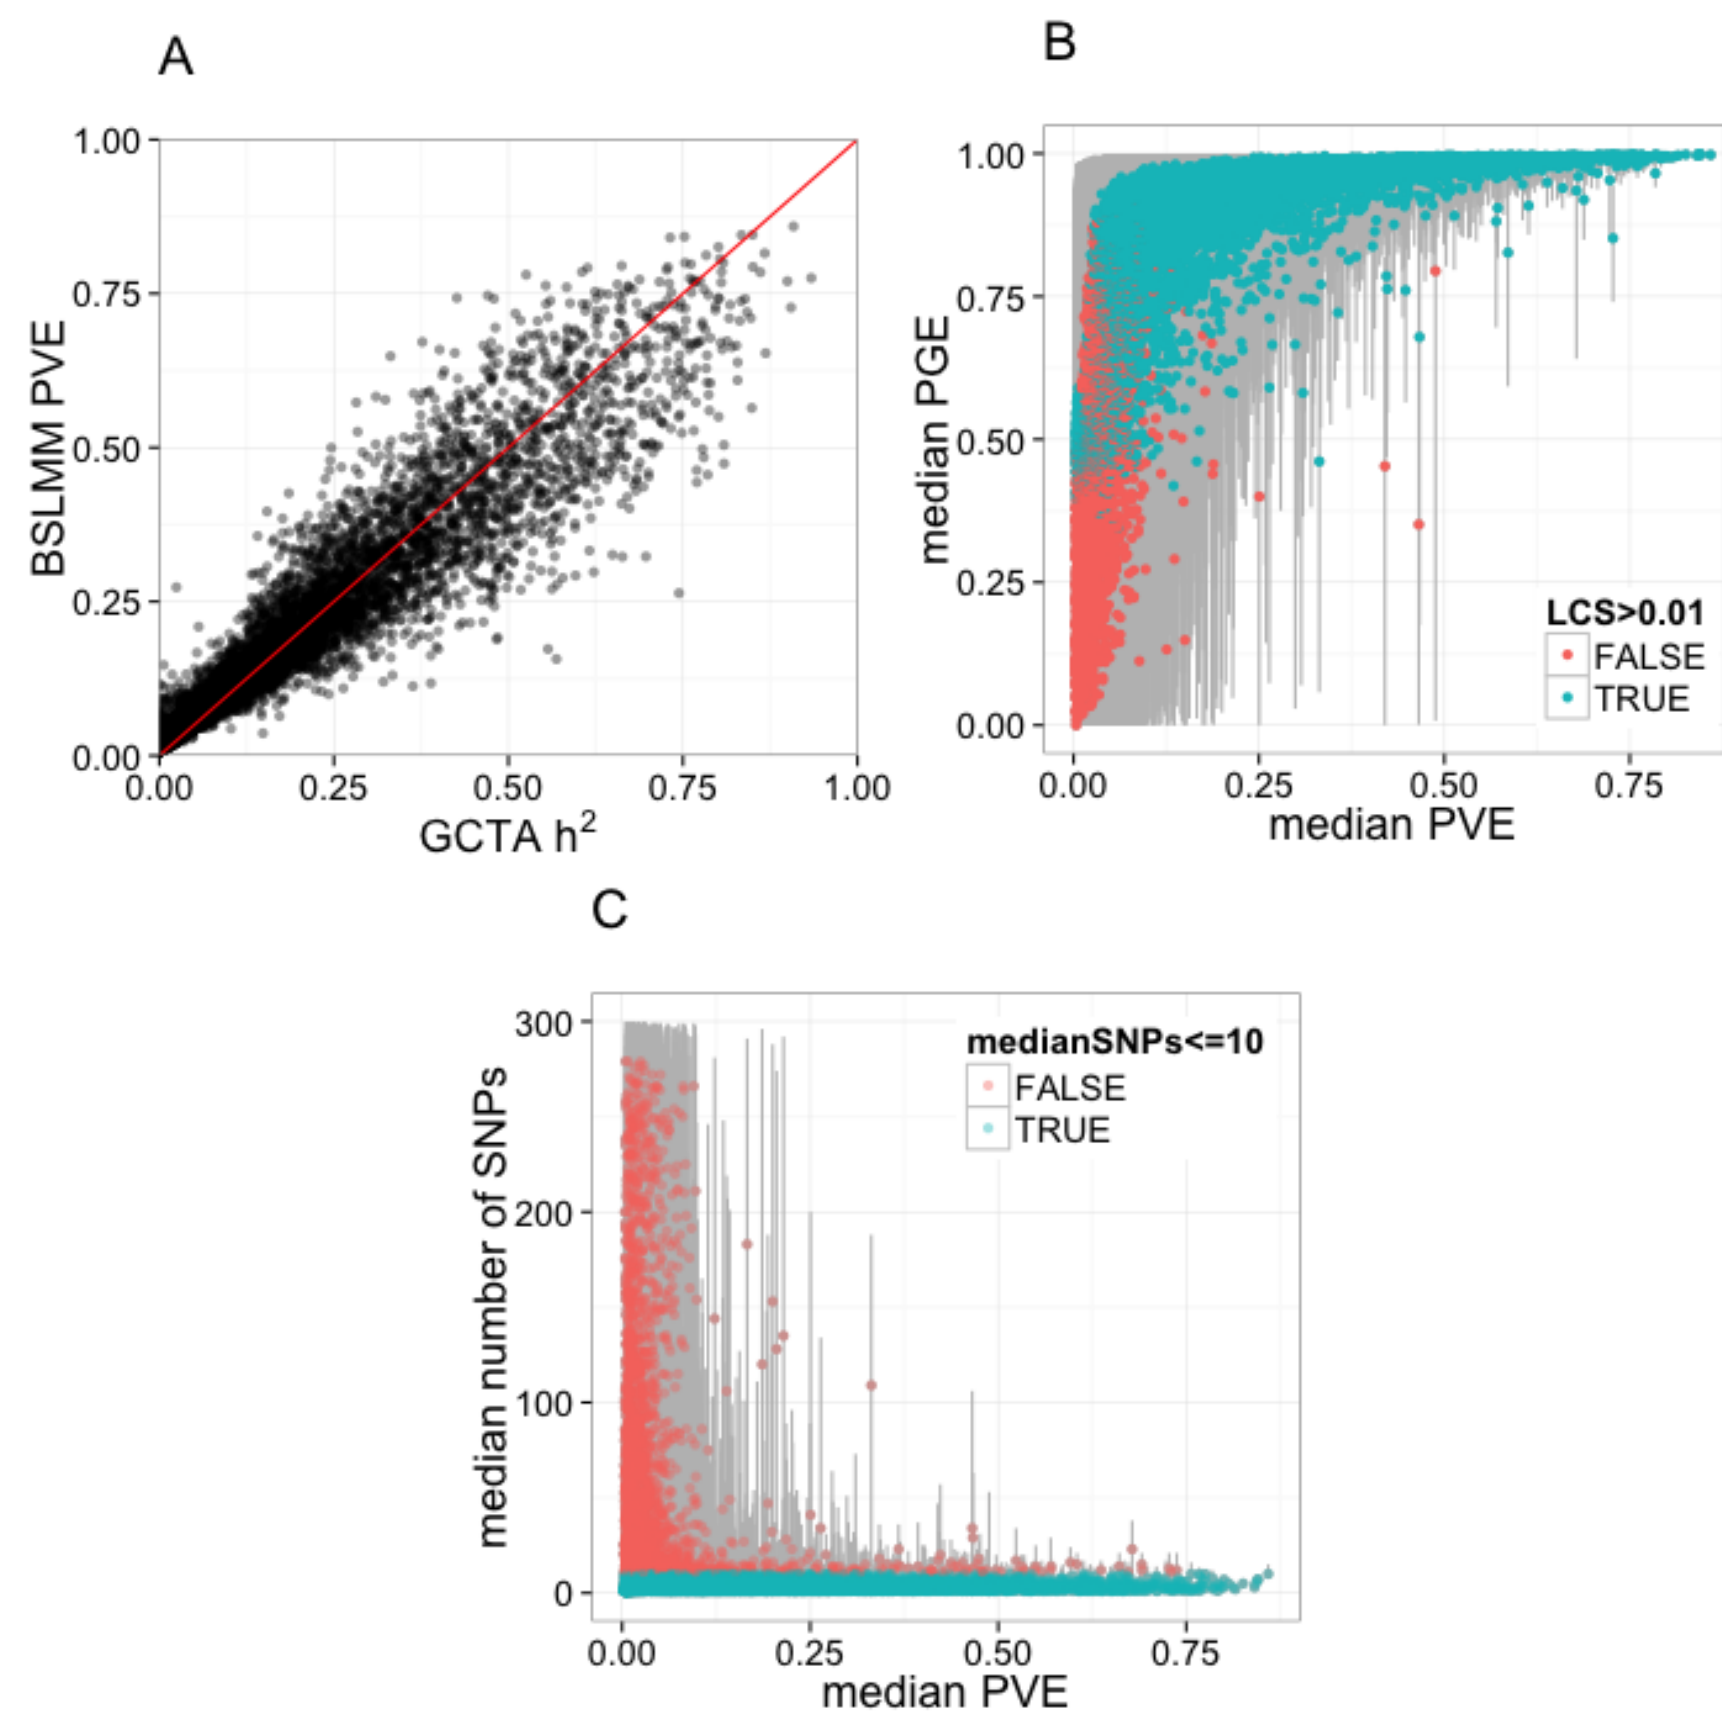 A
1.00
0.75
0.50
0.25
0.00
BSLMM PVE
0.00 0.25 0.50 0.75 1.00
GCTA h²
B
1.00
0.75
0.50
0.25
0.00
median PGE
LCS>0.01
FALSE
TRUE
0.00 0.25 0.50 0.75
median PVE
C
300
200
100
0
median number of SNPs
medianSNPs<=10
FALSE
TRUE
0.00 0.25 0.50 0.75
median PVE